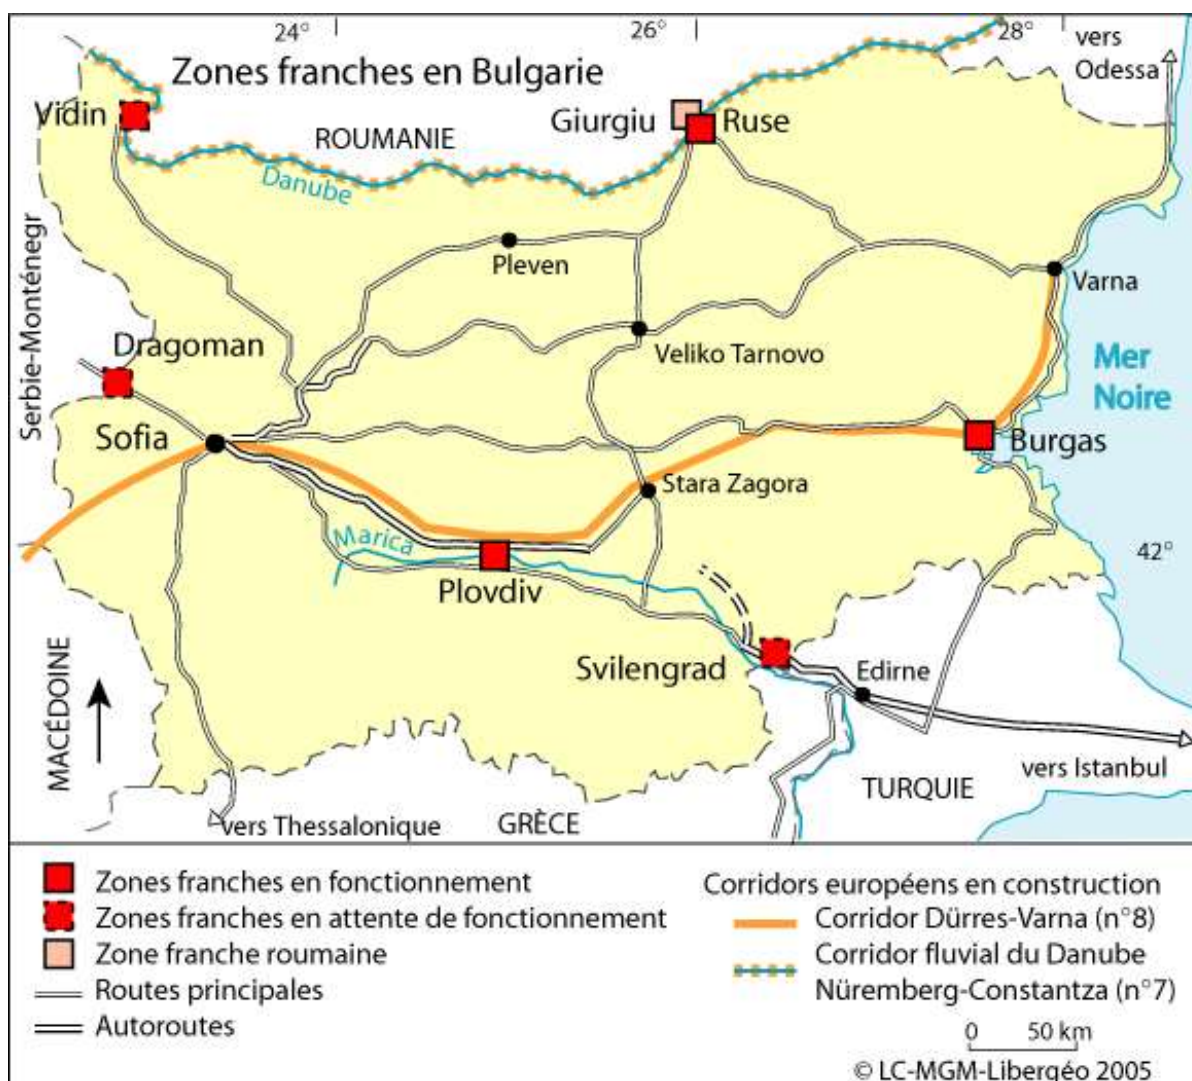 24°
26°
28°
vers
Odessa
Zones franches en Bulgarie
Vidin
Giurgiu
Ruse
ROUMANIE
Danube
Serbie-Monténegr
Pleven
Varna
Dragoman
Veliko Tarnovo
Mer
Noire
Sofia
Burgas
Stara Zagora
Marica
42°
Plovdiv
Svilengrad
Edirne
MACÉDOINE
vers Istanbul
TURQUIE
vers Thessalonique
GRÈCE
Zones franches en fonctionnement
Zones franches en attente de fonctionnement
Zone franche roumaine
Routes principales
Autoroutes
Corridors européens en construction
Corridor Dürres-Varna (n°8)
Corridor fluvial du Danube
Nüremberg-Constantza (n°7)
0 50 km
© LC-MGM-Libergéo 2005